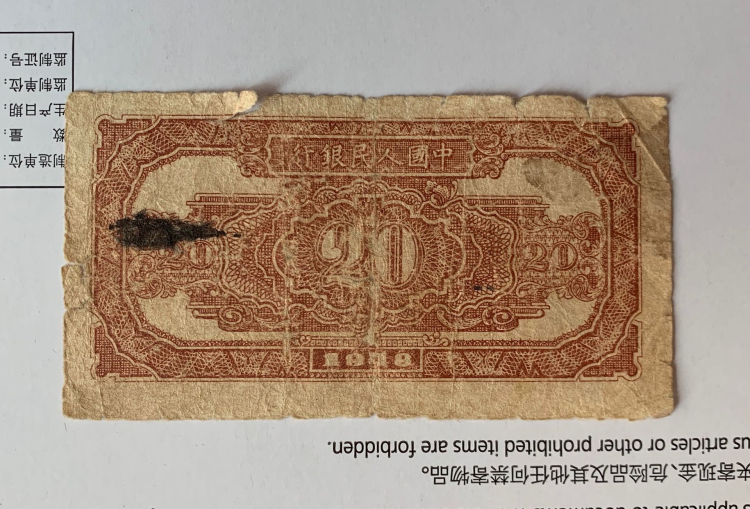 中國人民銀行
20
20
20
夹寄现金、危险品及其他任何禁寄物品。
us articles or other prohibited items are forbidden.
制造单位:
数 量:
生产日期:
监制单位:
监制证号: